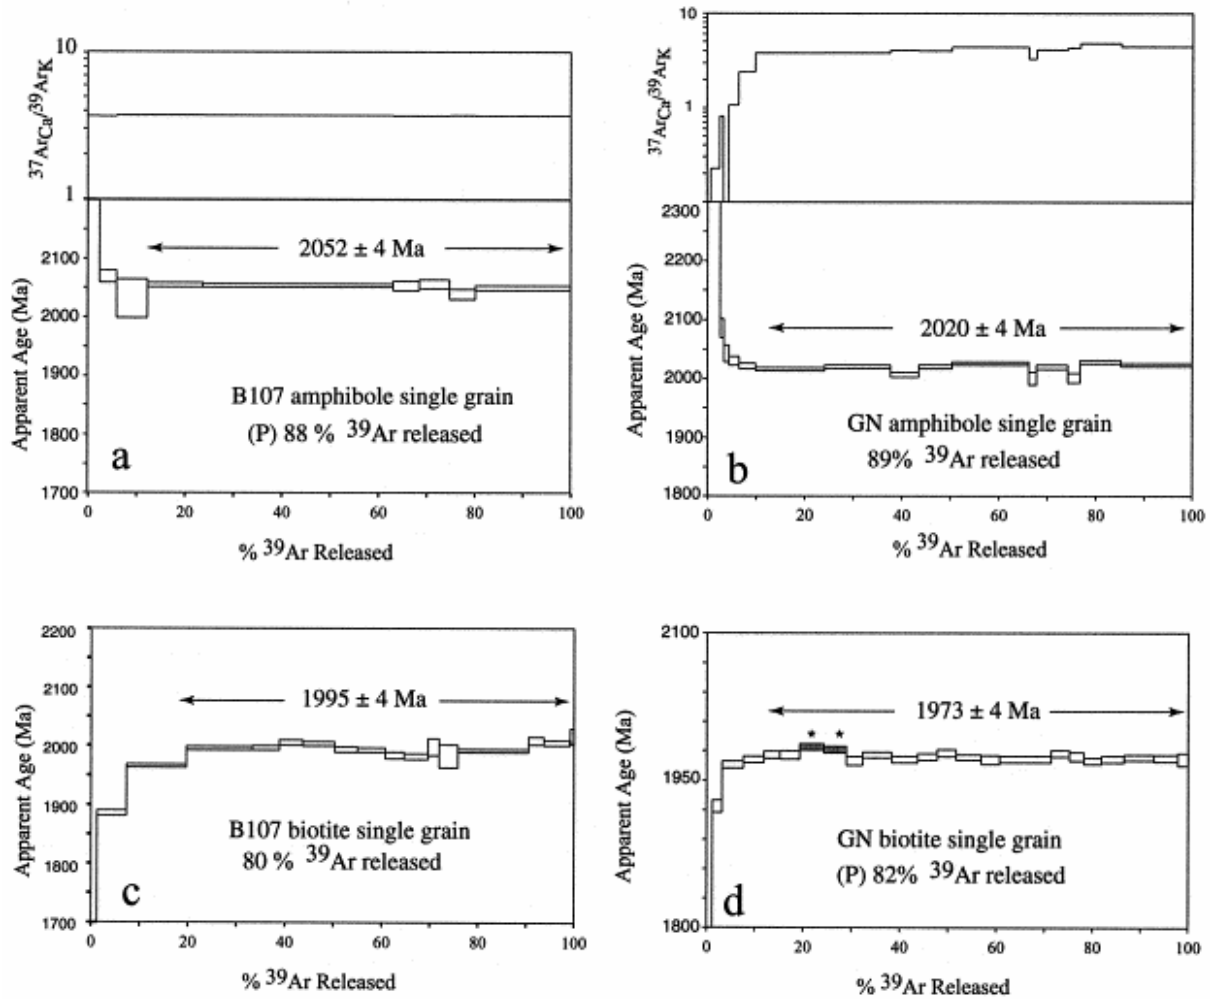 10
37ArCa/39ArK
1
2100
2000
1900
1800
1700
Apparent Age (Ma)
2052 ± 4 Ma
B107 amphibole single grain
(P) 88 % 39Ar released
a
0 20 40 60 80 100
% 39Ar Released
10
37ArCa/39ArK
1
2300
2200
2100
2000
1900
1800
Apparent Age (Ma)
2020 ± 4 Ma
GN amphibole single grain
89% 39Ar released
b
0 20 40 60 80 100
% 39Ar Released
2200
2100
2000
1900
1800
1700
Apparent Age (Ma)
1995 ± 4 Ma
B107 biotite single grain
80 % 39Ar released
c
0 20 40 60 80 100
% 39Ar Released
2100
1950
1800
Apparent Age (Ma)
1973 ± 4 Ma
* *
GN biotite single grain
(P) 82% 39Ar released
d
0 20 40 60 80 100
% 39Ar Released